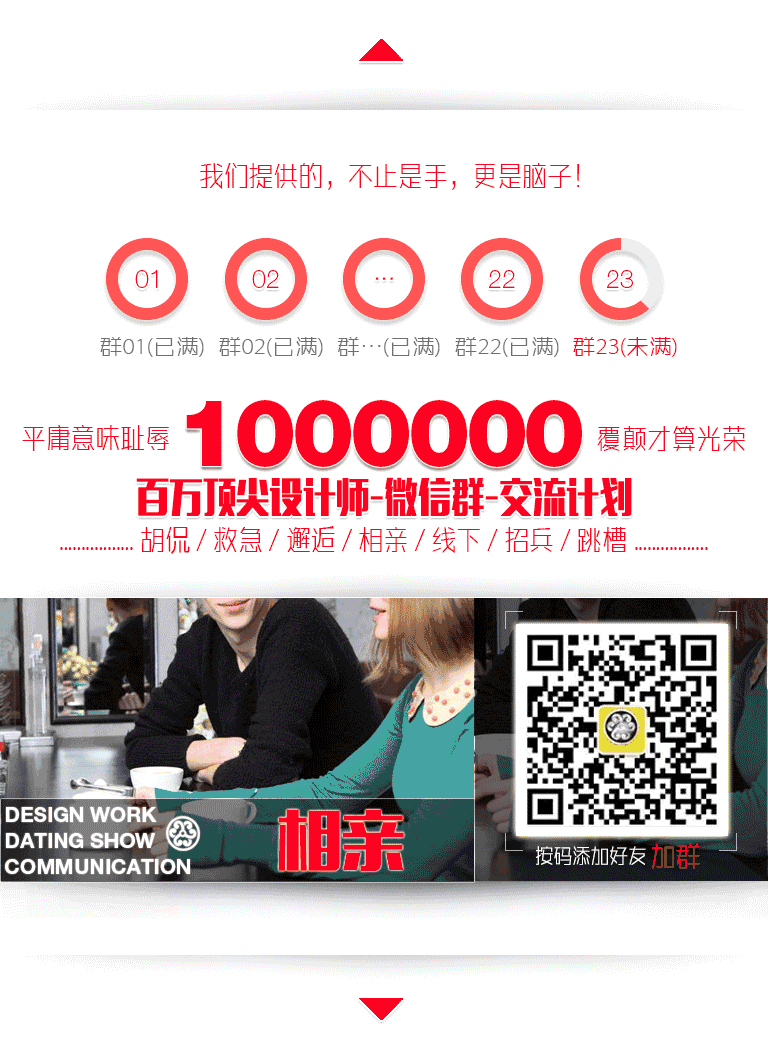 我们提供的，不止是手，更是脑子！
01 02 … 22 23
群01(已满) 群02(已满) 群…(已满) 群22(已满) 群23(未满)
平庸意味耻辱 1000000 覆颠才算光荣
百万顶尖设计师-微信群-交流计划
................. 胡侃 / 救急 / 邂逅 / 相亲 / 线下 / 招兵 / 跳槽 .................
DESIGN WORK
DATING SHOW
COMMUNICATION
相亲
按码添加好友 加群